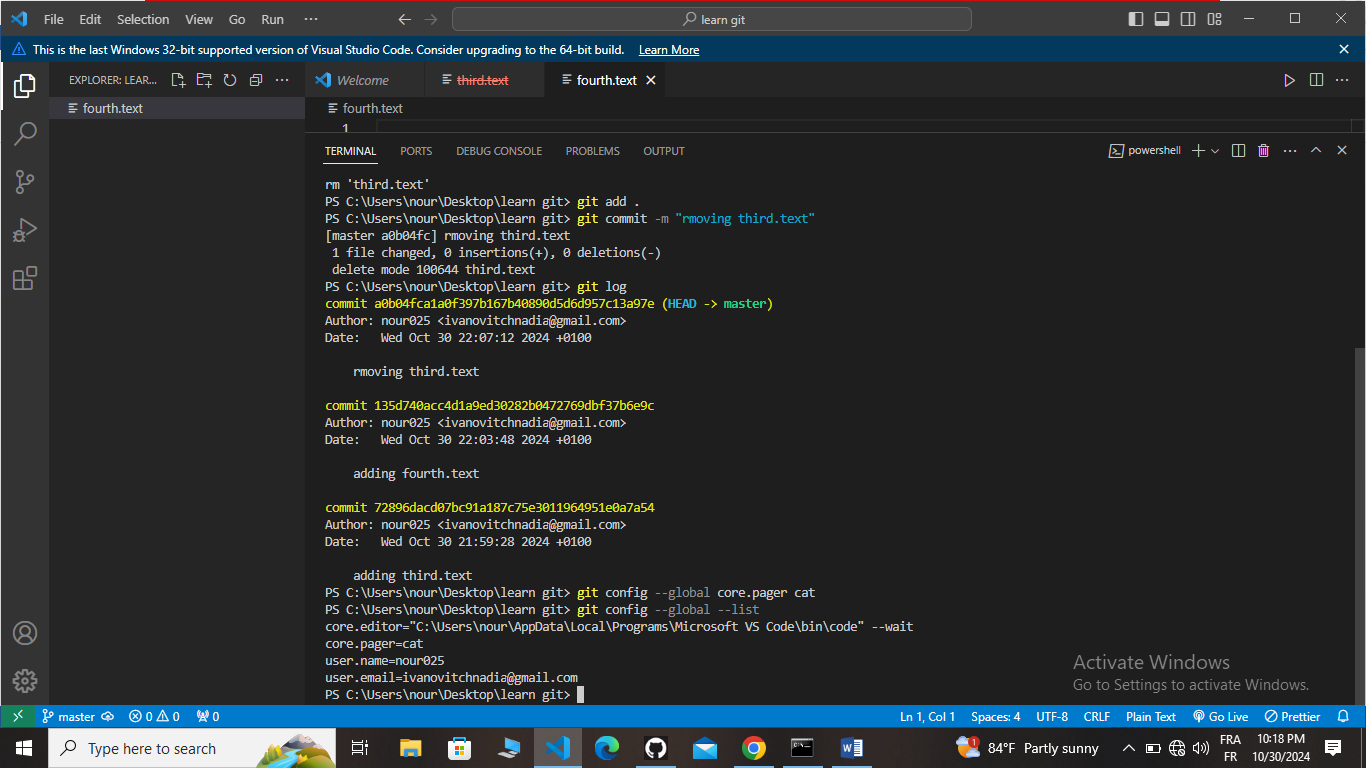 File Edit Selection View Go Run ··· learn git
This is the last Windows 32-bit supported version of Visual Studio Code. Consider upgrading to the 64-bit build. Learn More
EXPLORER: LEAR... Welcome third.text fourth.text
fourth.text fourth.text
1
TERMINAL PORTS DEBUG CONSOLE PROBLEMS OUTPUT powershell
rm 'third.text'
PS C:\Users\nour\Desktop\learn git> git add .
PS C:\Users\nour\Desktop\learn git> git commit -m "rmoving third.text"
[master a0b04fc] rmoving third.text
 1 file changed, 0 insertions(+), 0 deletions(-)
 delete mode 100644 third.text
PS C:\Users\nour\Desktop\learn git> git log
commit a0b04fca1a0f397b167b40890d5d6d957c13a97e (HEAD -> master)
Author: nour025 <ivanovitchnadia@gmail.com>
Date:   Wed Oct 30 22:07:12 2024 +0100
    rmoving third.text
commit 135d740acc4d1a9ed30282b0472769dbf37b6e9c
Author: nour025 <ivanovitchnadia@gmail.com>
Date:   Wed Oct 30 22:03:48 2024 +0100
    adding fourth.text
commit 72896dacd07bc91a187c75e3011964951e0a7a54
Author: nour025 <ivanovitchnadia@gmail.com>
Date:   Wed Oct 30 21:59:28 2024 +0100
    adding third.text
PS C:\Users\nour\Desktop\learn git> git config --global core.pager cat
PS C:\Users\nour\Desktop\learn git> git config --global --list
core.editor="C:\Users\nour\AppData\Local\Programs\Microsoft VS Code\bin\code" --wait
core.pager=cat
user.name=nour025
user.email=ivanovitchnadia@gmail.com
PS C:\Users\nour\Desktop\learn git>
Activate Windows
Go to Settings to activate Windows.
master 0 0 0 Ln 1, Col 1 Spaces: 4 UTF-8 CRLF Plain Text Go Live Prettier
Type here to search 1 84°F Partly sunny FRA 10:18 PM
FR 10/30/2024